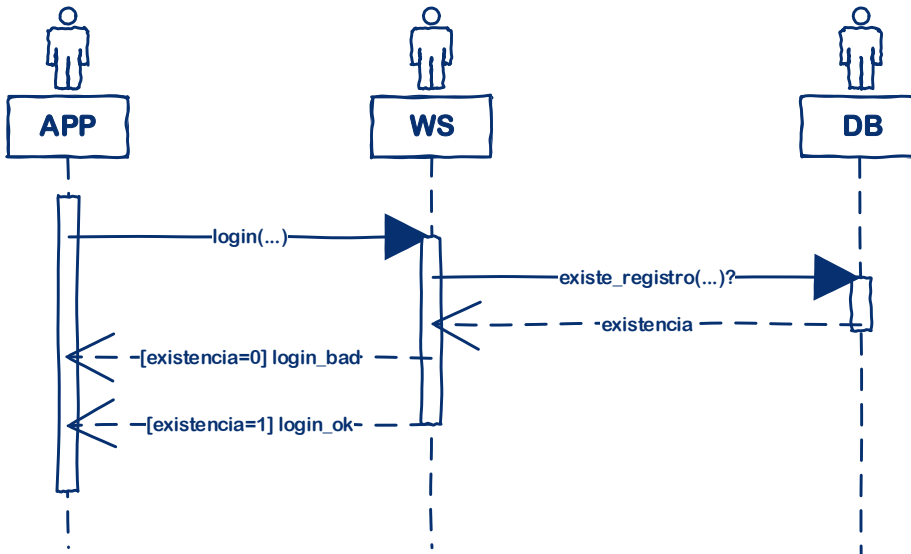 APP
WS
DB
login(...)
existe_registro(...)?
existencia
[existencia=0] login_bad
[existencia=1] login_ok